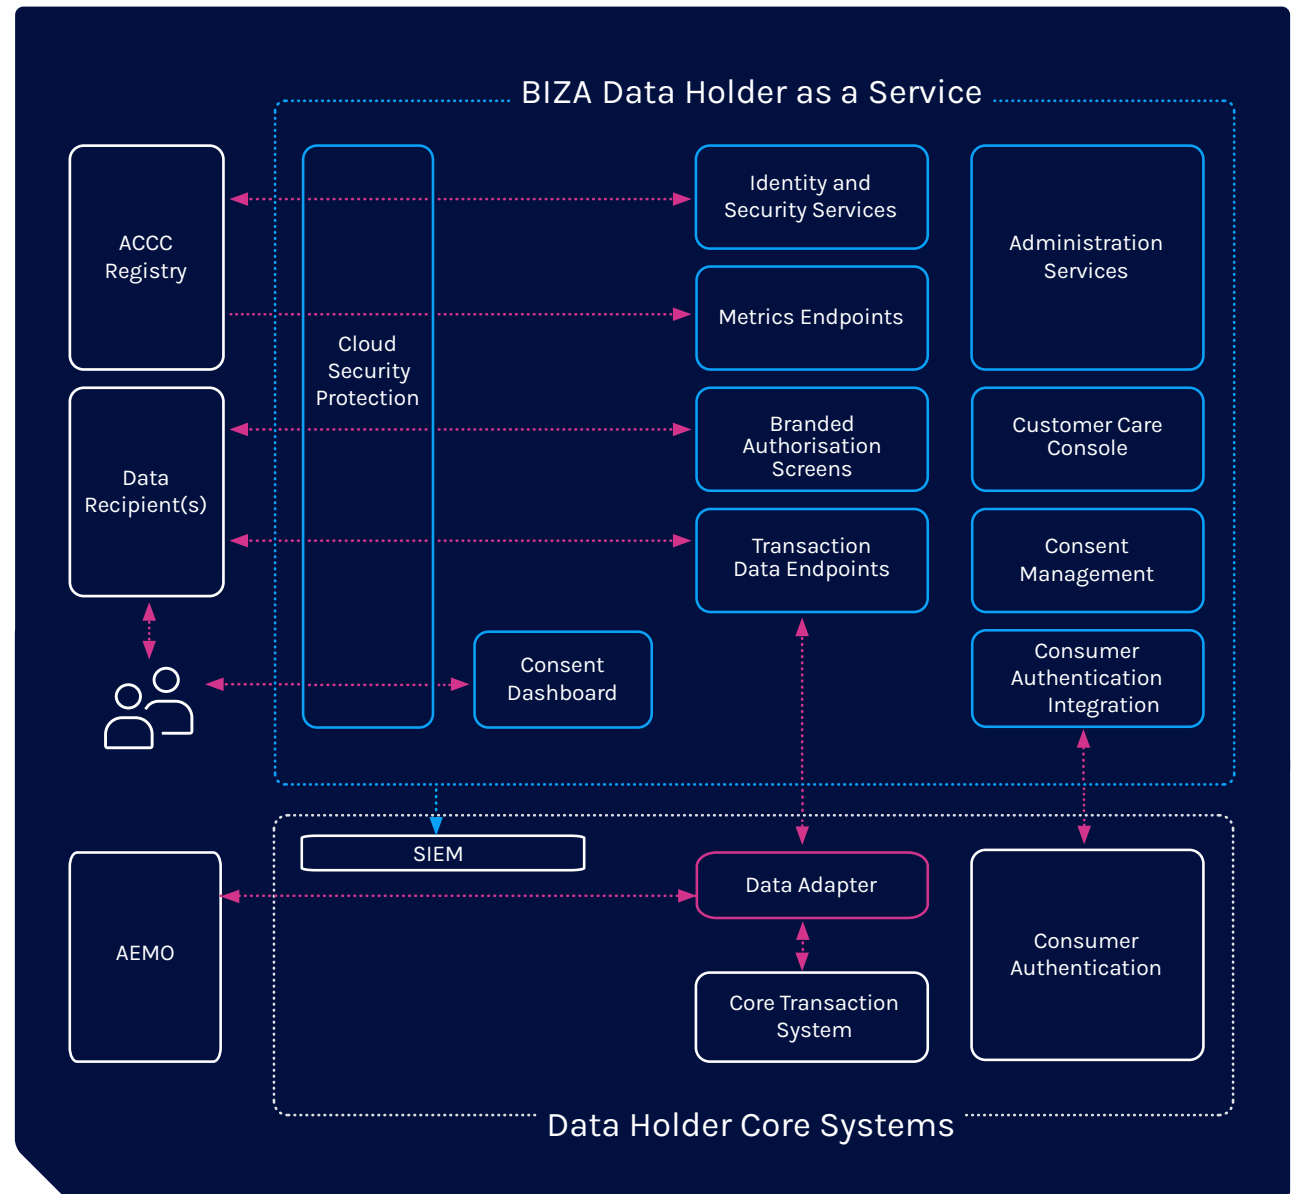 BIZA Data Holder as a Service
ACCC
Registry
Cloud
Security
Protection
Identity and
Security Services
Administration
Services
Metrics Endpoints
Data
Recipient(s)
Branded
Authorisation
Screens
Customer Care
Console
Transaction
Data Endpoints
Consent
Management
Consent
Dashboard
Consumer
Authentication
Integration
SIEM
AEMO
Data Adapter
Consumer
Authentication
Core Transaction
System
Data Holder Core Systems